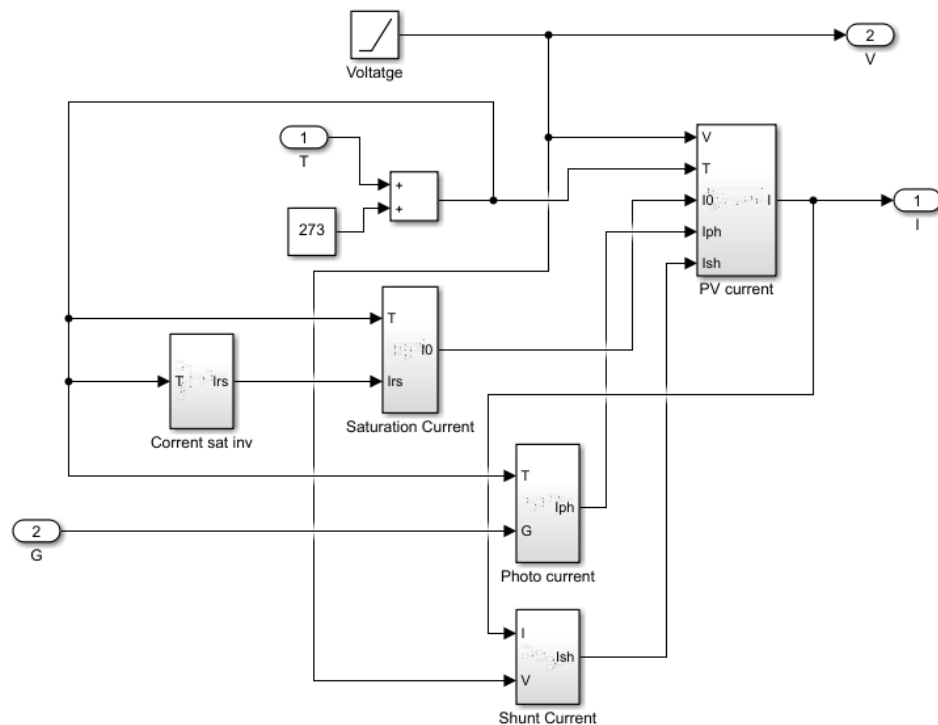 2
V
Voltatge
1
T
+
+
273
V
T
I0
Iph
Ish
I
PV current
1
I
T
Irs
I0
Saturation Current
T
Irs
Corrent sat inv
T
G
Iph
Photo current
2
G
I
V
Ish
Shunt Current